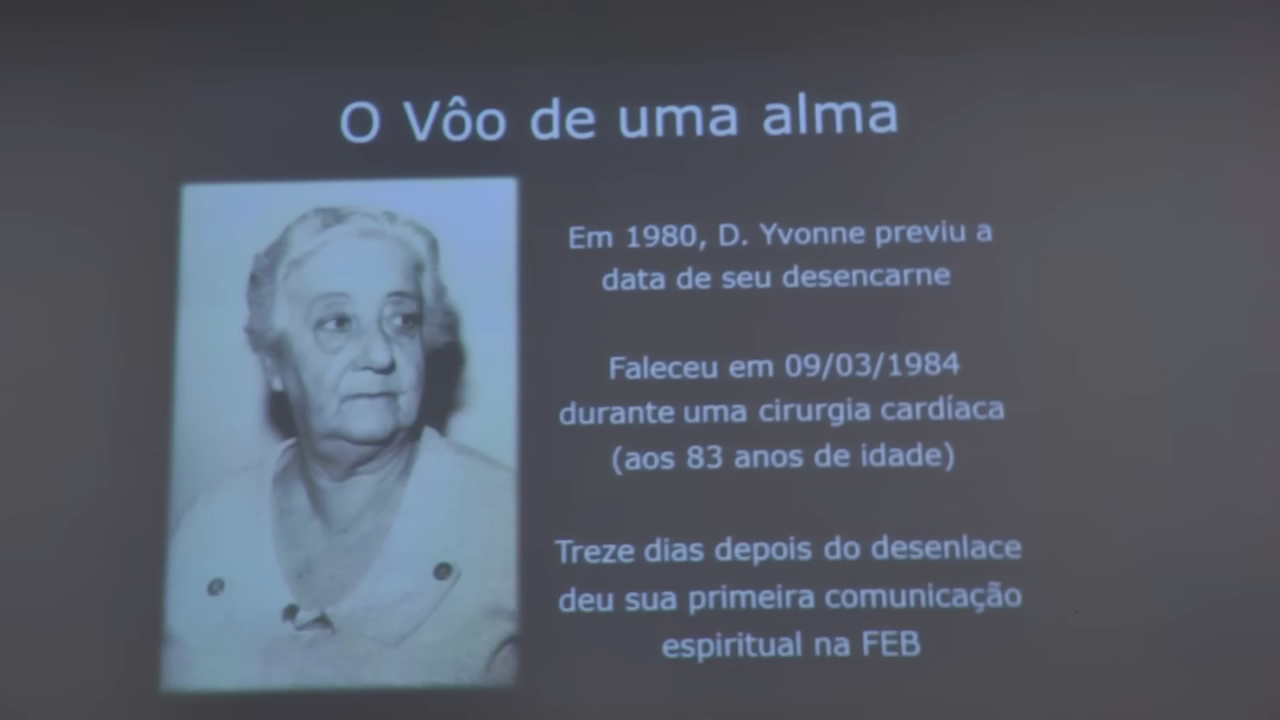 O Vôo de uma alma
Em 1980, D. Yvonne previu a
data de seu desencarne
Faleceu em 09/03/1984
durante uma cirurgia cardíaca
(aos 83 anos de idade)
Treze dias depois do desenlace
deu sua primeira comunicação
espiritual na FEB